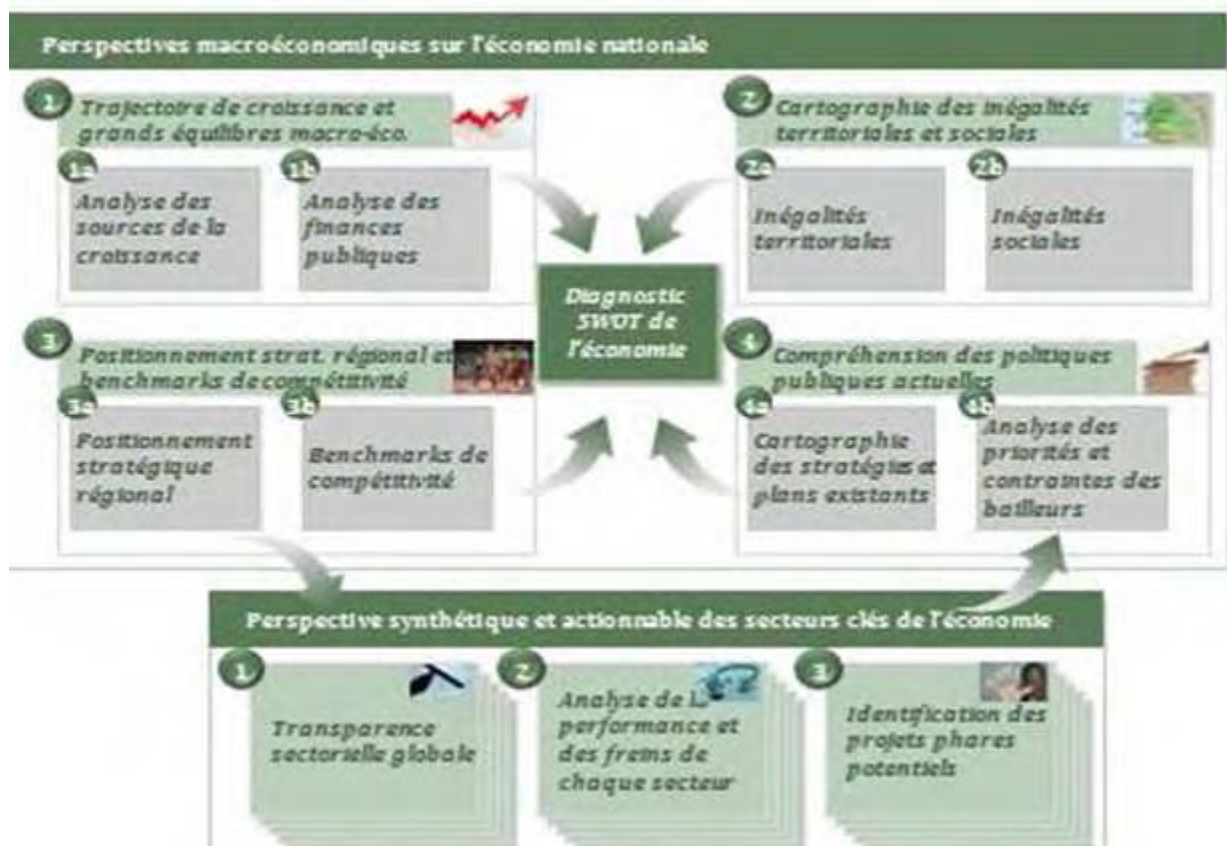 Perspectives macroéconomiques sur l'économie nationale
1
Trajectoire de croissance et
grands équilibres macro-éco.
1a
Analyse des
sources de la
croissance
1b
Analyse des
finances
publiques
2
Cartographie des inégalités
territoriales et sociales
2a
Inégalités
territoriales
2b
Inégalités
sociales
Diagnostic
SWOT de
l'économie
3
Positionnement strat. régional et
benchmarks de compétitivité
3a
Positionnement
stratégique
régional
3b
Benchmarks de
compétitivité
4
Compréhension des politiques
publiques actuelles
4a
Cartographie
des stratégies et
plans existants
4b
Analyse des
priorités et
contraintes des
bailleurs
Perspective synthétique et actionnable des secteurs clés de l'économie
1
Transparence
sectorielle globale
2
Analyse de la
performance et
des freins de
chaque secteur
3
Identification des
projets phares
potentiels